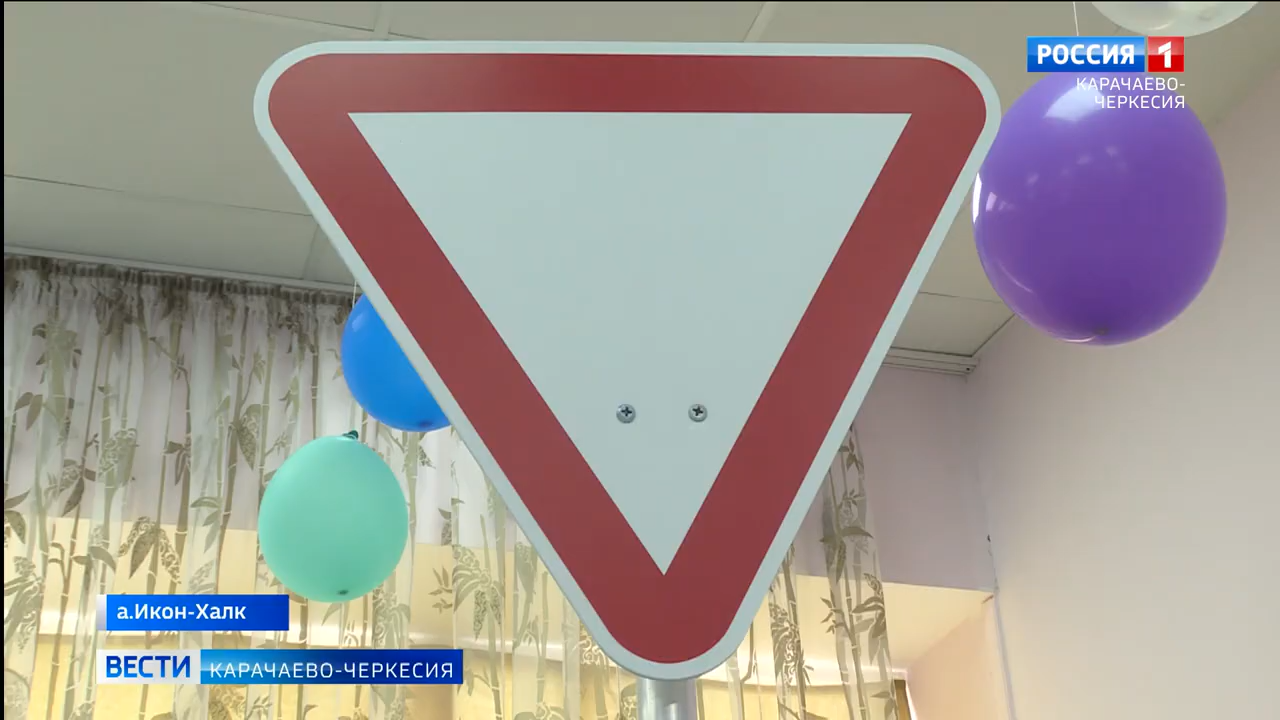 РОССИЯ 1
КАРАЧАЕВО-
ЧЕРКЕСИЯ
а.Икон-Халк
ВЕСТИ КАРАЧАЕВО-ЧЕРКЕСИЯ